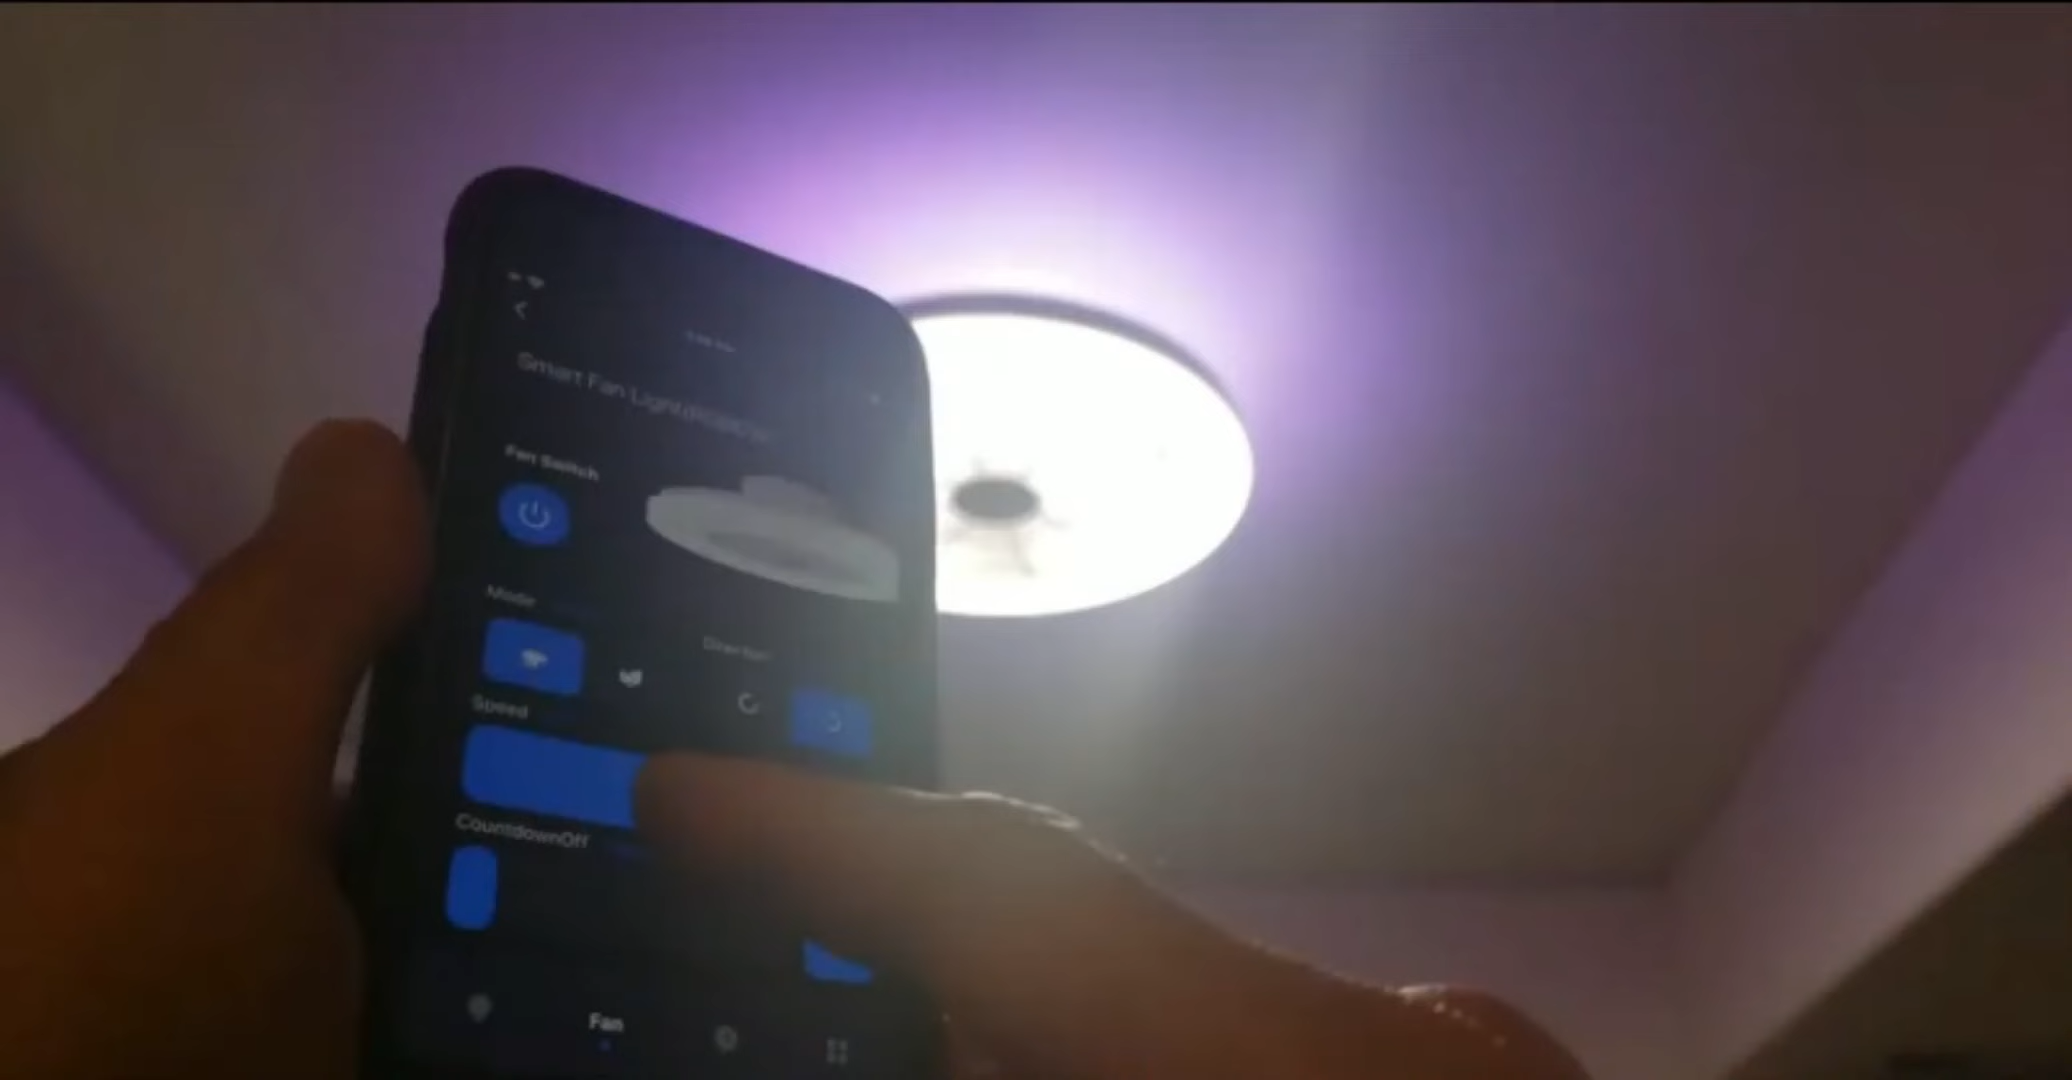 Smart Fan Light
Fan Switch
Mode
Direction
Speed
CountdownOff
Fan